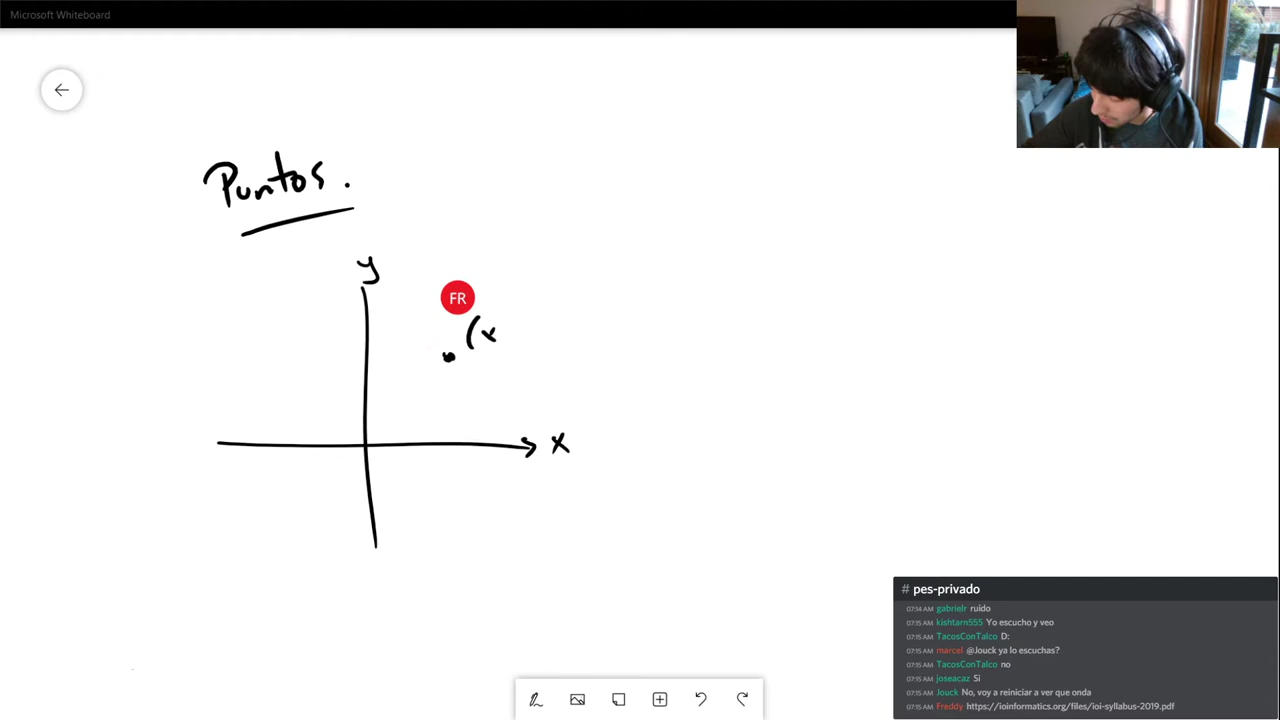 Microsoft Whiteboard
Puntos.
y
FR
(x
x
# pes-privado
07:14 AM gabrielr ruido
07:15 AM kishtarn555 Yo escucho y veo
07:15 AM TacosConTalco D:
07:15 AM marcel @Jouck ya lo escuchas?
07:15 AM TacosConTalco no
07:15 AM joseacaz Si
07:15 AM Jouck No, voy a reiniciar a ver que onda
07:15 AM Freddy https://ioinformatics.org/files/ioi-syllabus-2019.pdf